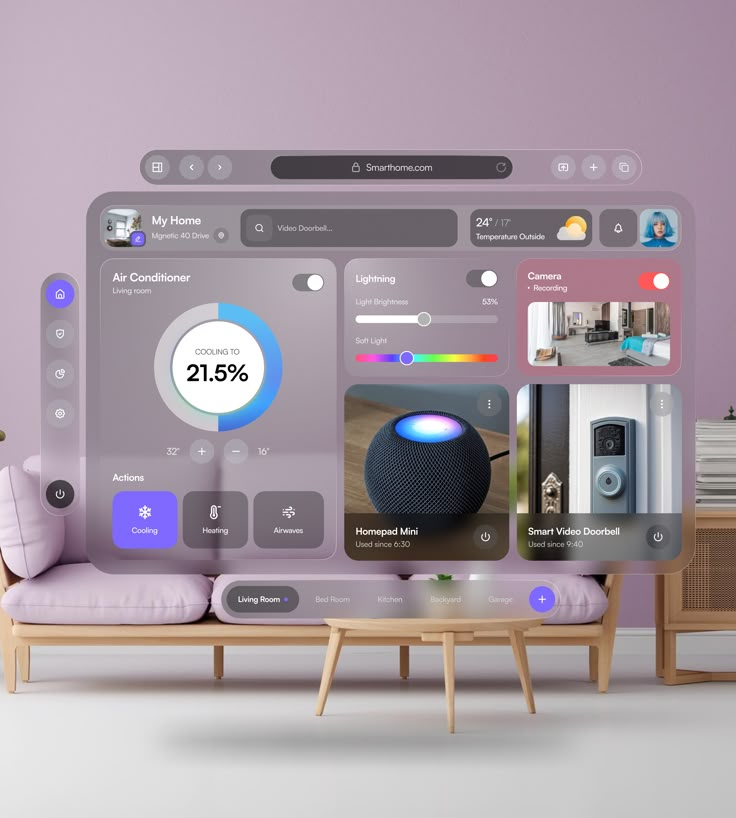 Smarthome.com
My Home
Mgnetic 40 Drive
Video Doorbell...
24° / 17°
Temperature Outside
Air Conditioner
Living room
COOLING TO
21.5%
32°
+
−
16°
Actions
Cooling
Heating
Airwaves
Lightning
Light Brightness
53%
Soft Light
Camera
• Recording
Homepad Mini
Used since 6:30
Smart Video Doorbell
Used since 9:40
Living Room
Bed Room
Kitchen
Backyard
Garage
+